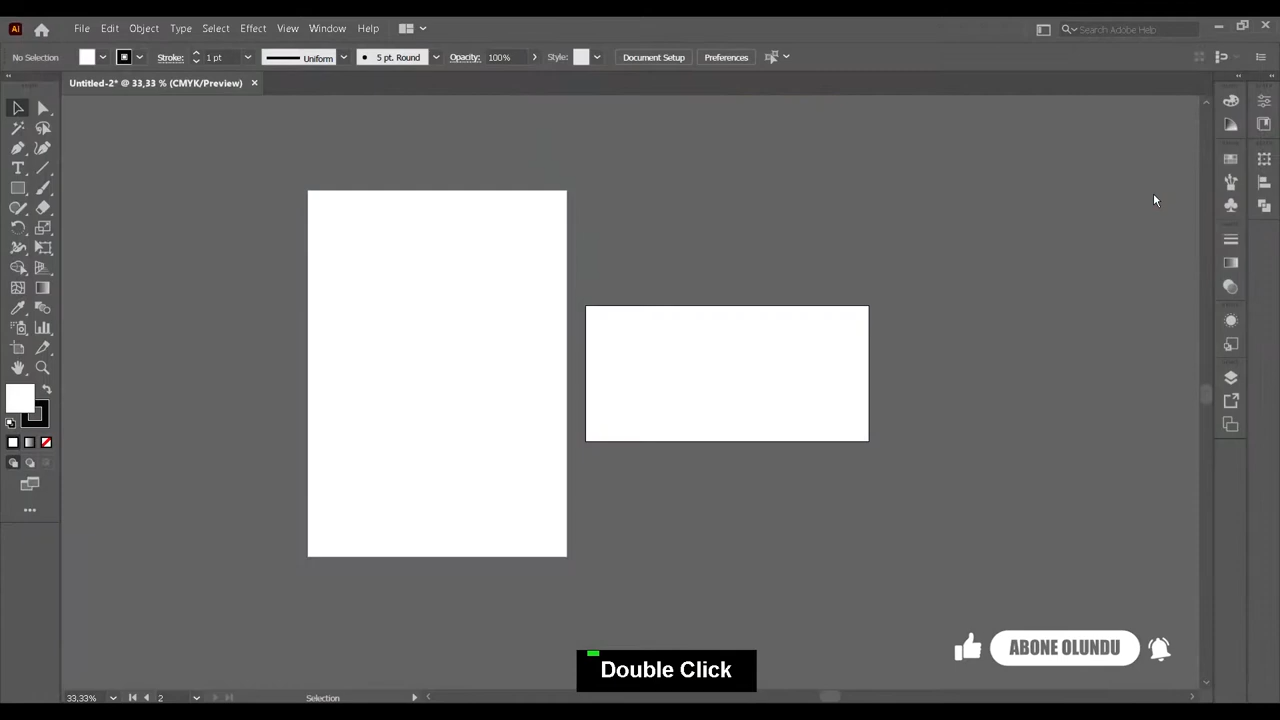 Ai File Edit Object Type Select Effect View Window Help Search Adobe Help
No Selection Stroke: 1 pt Uniform 5 pt. Round Opacity: 100% Style: Document Setup Preferences
Untitled-2* @ 33,33 % (CMYK/Preview)
ABONE OLUNDU
Double Click
33,33% 2 Selection